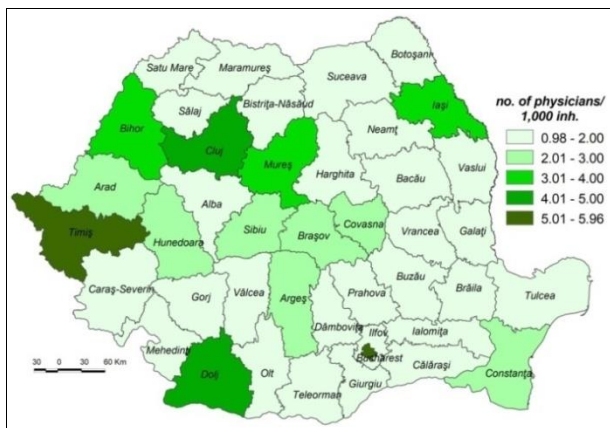 Botoşani
Satu Mare
Maramureş
Suceava
no. of physicians/
1,000 inh.
Iaşi
Sălaj
Bistriţa-Năsăud
Bihor
Neamţ
0.98 - 2.00
2.01 - 3.00
3.01 - 4.00
4.01 - 5.00
5.01 - 5.96
Cluj
Mureş
Harghita
Bacău
Vaslui
Arad
Alba
Timiş
Hunedoara
Sibiu
Braşov
Covasna
Vrancea
Galaţi
Caraş-Severin
Gorj
Vâlcea
Argeş
Prahova
Buzău
Brăila
Tulcea
Dâmboviţa
Ilfov
Ialomiţa
Mehedinţi
Bucharest
Călăraşi
Constanţa
Dolj
Olt
Teleorman
Giurgiu
30 0 30 60 Km